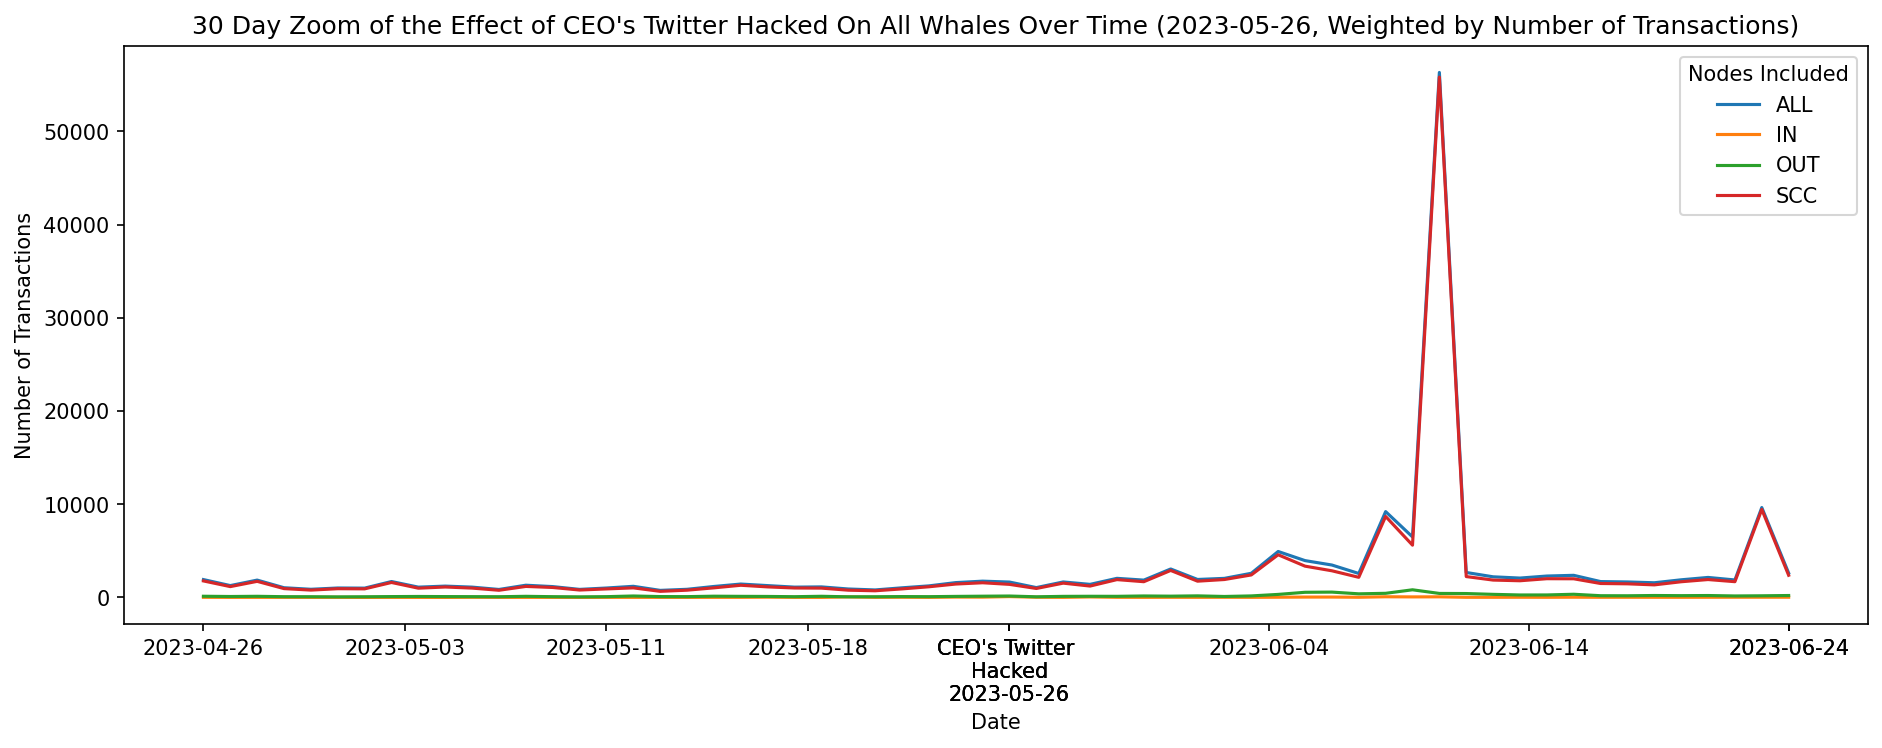 30 Day Zoom of the Effect of CEO's Twitter Hacked On All Whales Over Time (2023-05-26, Weighted by Number of Transactions)
Nodes Included
ALL
IN
OUT
SCC
Number of Transactions
50000
40000
30000
20000
10000
0
2023-04-26
2023-05-03
2023-05-11
2023-05-18
CEO's Twitter
Hacked
2023-05-26
2023-06-04
2023-06-14
2023-06-24
Date